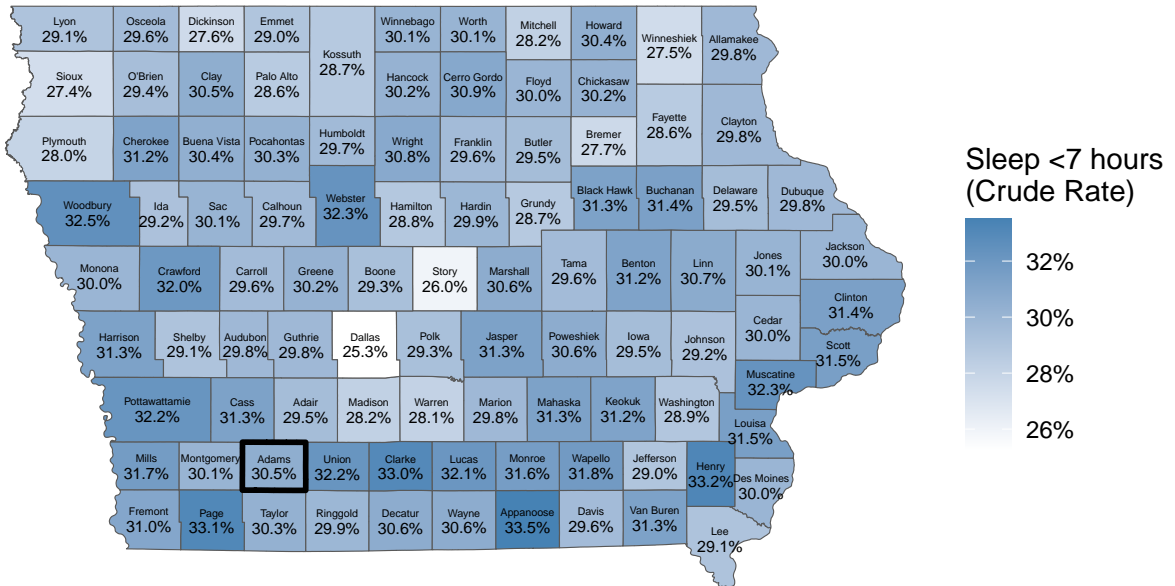 Lyon
29.1%
Osceola
29.6%
Dickinson
27.6%
Emmet
29.0%
Kossuth
28.7%
Winnebago
30.1%
Worth
30.1%
Mitchell
28.2%
Howard
30.4%
Winneshiek
27.5%
Allamakee
29.8%
Sioux
27.4%
O'Brien
29.4%
Clay
30.5%
Palo Alto
28.6%
Hancock
30.2%
Cerro Gordo
30.9%
Floyd
30.0%
Chickasaw
30.2%
Fayette
28.6%
Clayton
29.8%
Plymouth
28.0%
Cherokee
31.2%
Buena Vista
30.4%
Pocahontas
30.3%
Humboldt
29.7%
Wright
30.8%
Franklin
29.6%
Butler
29.5%
Bremer
27.7%
Woodbury
32.5%
Ida
29.2%
Sac
30.1%
Calhoun
29.7%
Webster
32.3%
Hamilton
28.8%
Hardin
29.9%
Grundy
28.7%
Black Hawk
31.3%
Buchanan
31.4%
Delaware
29.5%
Dubuque
29.8%
Monona
30.0%
Crawford
32.0%
Carroll
29.6%
Greene
30.2%
Boone
29.3%
Story
26.0%
Marshall
30.6%
Tama
29.6%
Benton
31.2%
Linn
30.7%
Jones
30.1%
Jackson
30.0%
Clinton
31.4%
Harrison
31.3%
Shelby
29.1%
Audubon
29.8%
Guthrie
29.8%
Dallas
25.3%
Polk
29.3%
Jasper
31.3%
Poweshiek
30.6%
Iowa
29.5%
Johnson
29.2%
Cedar
30.0%
Scott
31.5%
Muscatine
32.3%
Pottawattamie
32.2%
Cass
31.3%
Adair
29.5%
Madison
28.2%
Warren
28.1%
Marion
29.8%
Mahaska
31.3%
Keokuk
31.2%
Washington
28.9%
Louisa
31.5%
Mills
31.7%
Montgomery
30.1%
Adams
30.5%
Union
32.2%
Clarke
33.0%
Lucas
32.1%
Monroe
31.6%
Wapello
31.8%
Jefferson
29.0%
Henry
33.2%
Des Moines
30.0%
Fremont
31.0%
Page
33.1%
Taylor
30.3%
Ringgold
29.9%
Decatur
30.6%
Wayne
30.6%
Appanoose
33.5%
Davis
29.6%
Van Buren
31.3%
Lee
29.1%
Sleep <7 hours
(Crude Rate)
32%
30%
28%
26%